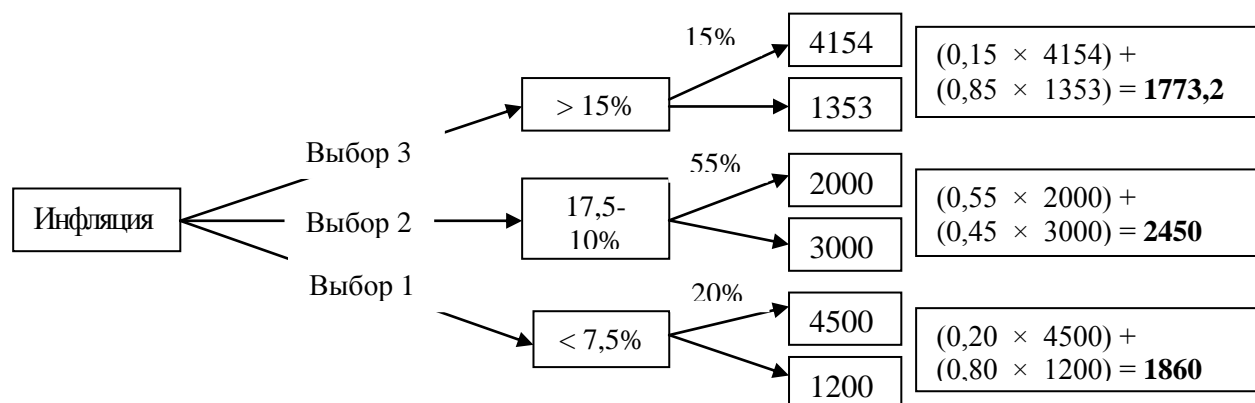 Инфляция
Выбор 3
Выбор 2
Выбор 1
> 15%
17,5-
10%
< 7,5%
15%
4154
1353
55%
2000
3000
20%
4500
1200
(0,15 × 4154) +
(0,85 × 1353) = 1773,2
(0,55 × 2000) +
(0,45 × 3000) = 2450
(0,20 × 4500) +
(0,80 × 1200) = 1860